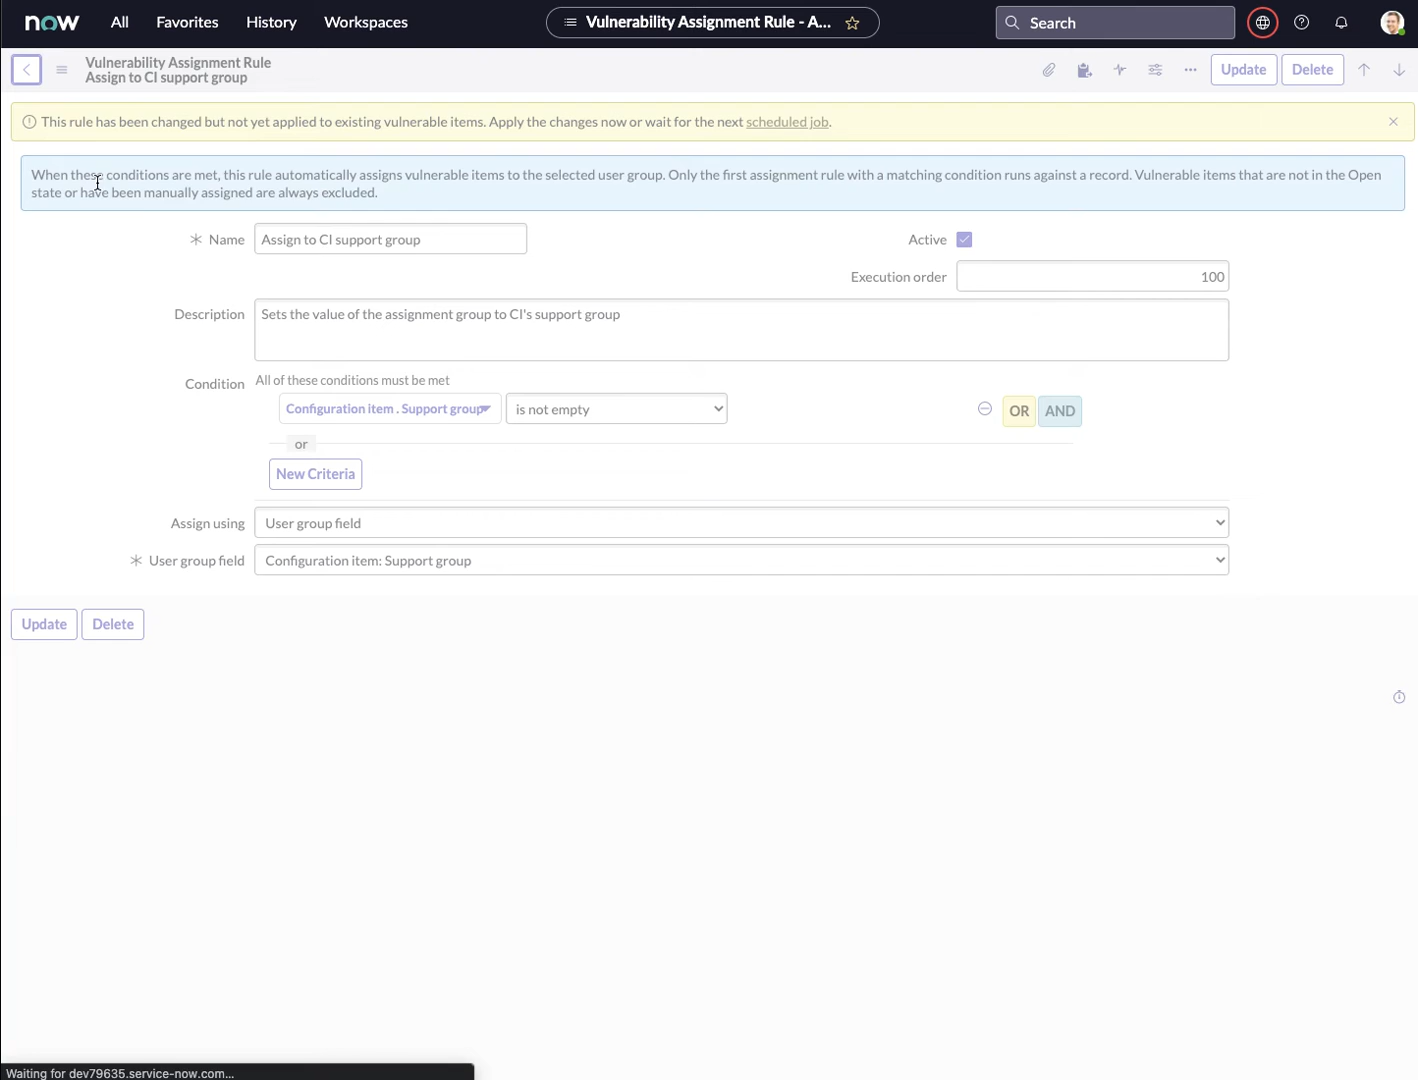 now
All
Favorites
History
Workspaces
Vulnerability Assignment Rule - A...
Search
Vulnerability Assignment Rule
Assign to CI support group
Update
Delete
This rule has been changed but not yet applied to existing vulnerable items. Apply the changes now or wait for the next scheduled job.
When these conditions are met, this rule automatically assigns vulnerable items to the selected user group. Only the first assignment rule with a matching condition runs against a record. Vulnerable items that are not in the Open
state or have been manually assigned are always excluded.
Name
Assign to CI support group
Active
Execution order
100
Description
Sets the value of the assignment group to CI's support group
Condition
All of these conditions must be met
Configuration item . Support group
is not empty
OR
AND
or
New Criteria
Assign using
User group field
User group field
Configuration item: Support group
Update
Delete
Waiting for dev79635.service-now.com...